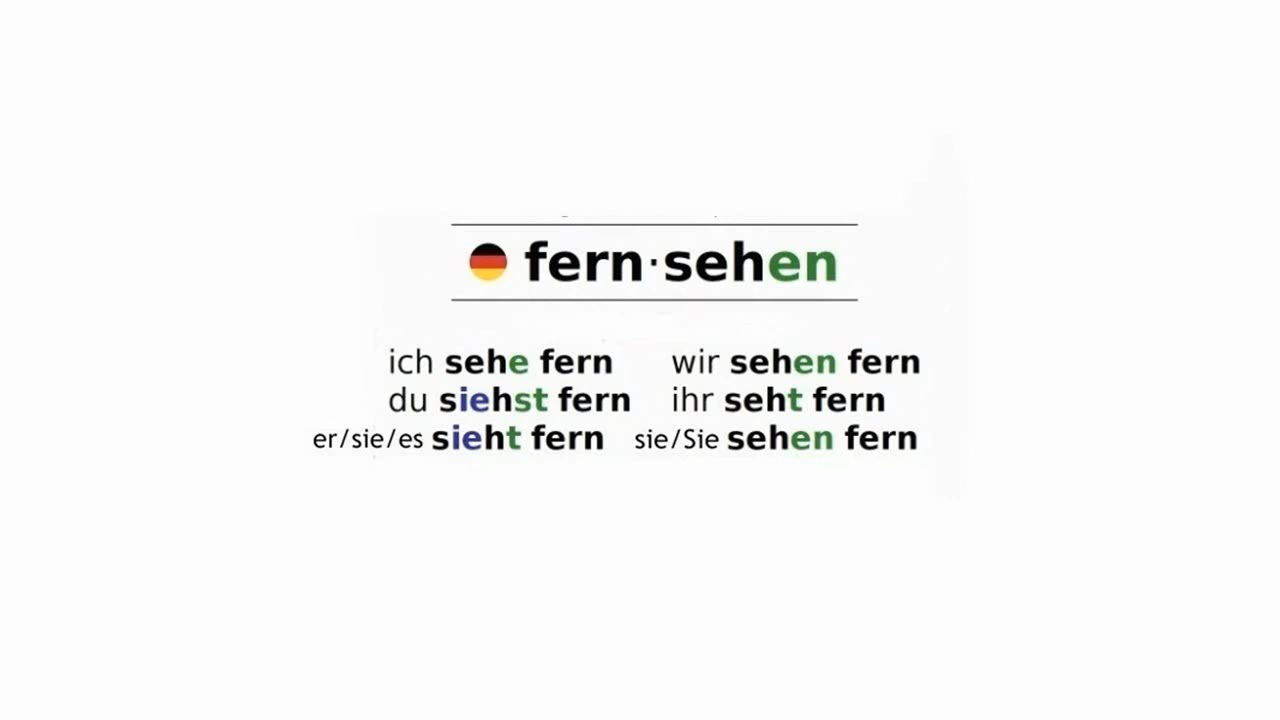 fern·sehen
ich sehe fern wir sehen fern
du siehst fern ihr seht fern
er/sie/es sieht fern sie/Sie sehen fern